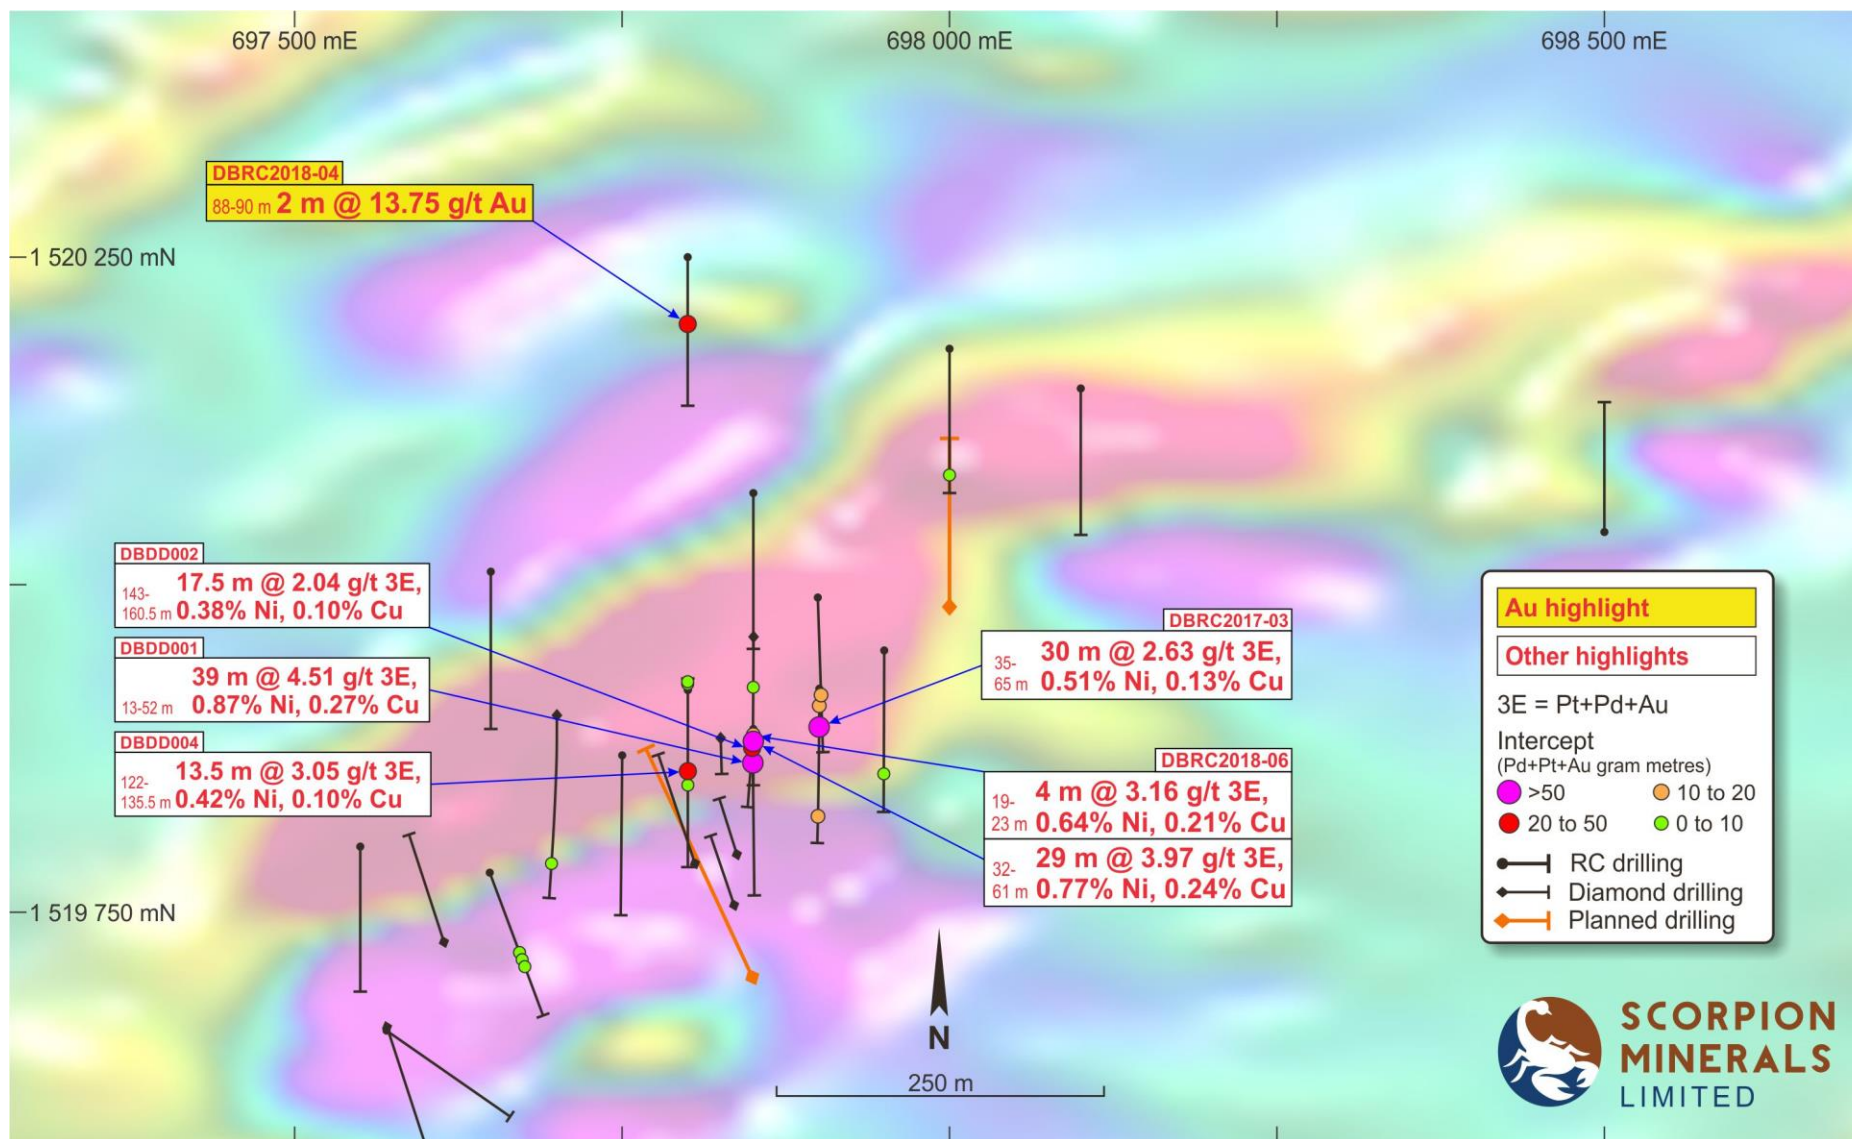 697 500 mE
698 000 mE
698 500 mE
DBRC2018-04
88-90 m 2 m @ 13.75 g/t Au
1 520 250 mN
DBDD002
17.5 m @ 2.04 g/t 3E,
143-
160.5 m 0.38% Ni, 0.10% Cu
DBDD001
39 m @ 4.51 g/t 3E,
13-52 m 0.87% Ni, 0.27% Cu
DBDD004
13.5 m @ 3.05 g/t 3E,
122-
135.5 m 0.42% Ni, 0.10% Cu
DBRC2017-03
30 m @ 2.63 g/t 3E,
35-
65 m 0.51% Ni, 0.13% Cu
DBRC2018-06
4 m @ 3.16 g/t 3E,
19-
23 m 0.64% Ni, 0.21% Cu
29 m @ 3.97 g/t 3E,
32-
61 m 0.77% Ni, 0.24% Cu
1 519 750 mN
Au highlight
Other highlights
3E = Pt+Pd+Au
Intercept
(Pd+Pt+Au gram metres)
>50
10 to 20
20 to 50
0 to 10
RC drilling
Diamond drilling
Planned drilling
N
250 m
SCORPION
MINERALS
LIMITED